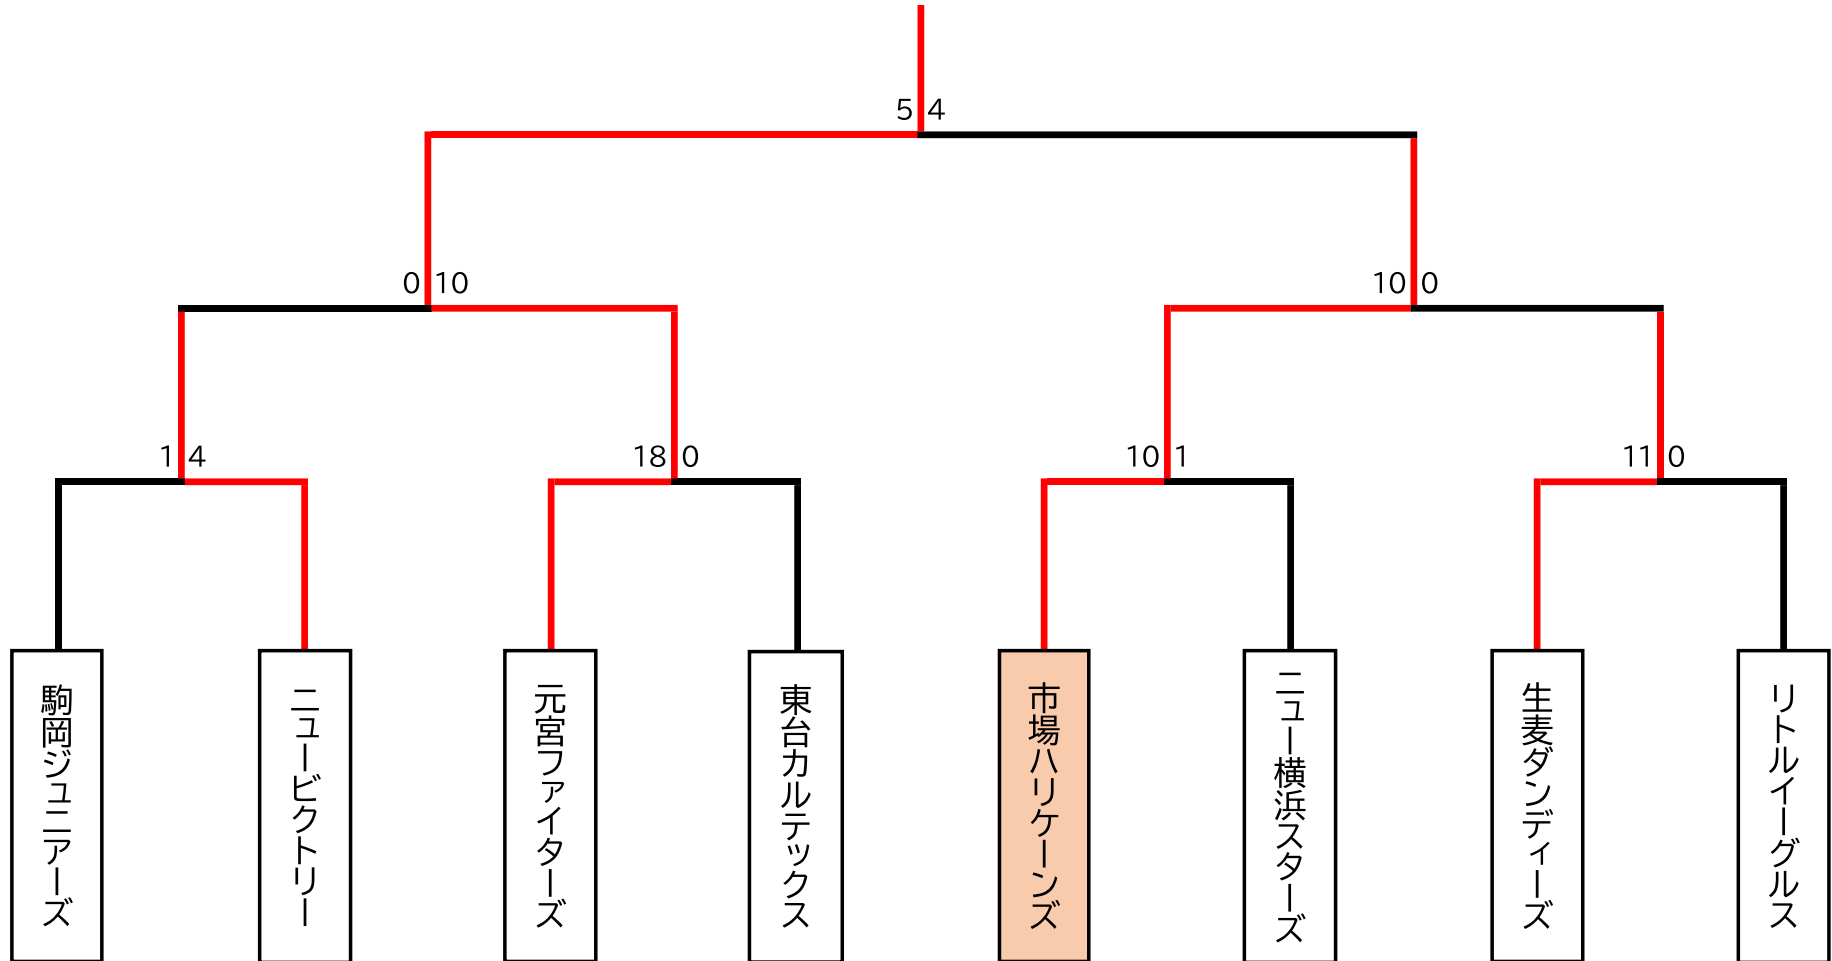 5 4
0 10
10 0
1 4
18 0
10 1
11 0
駒岡ジュニアーズ
ニュービクトリー
元宮ファイターズ
東台カルテックス
市場ハリケーンズ
ニュー横浜スターズ
生麦ダンディーズ
リトルイーグルス